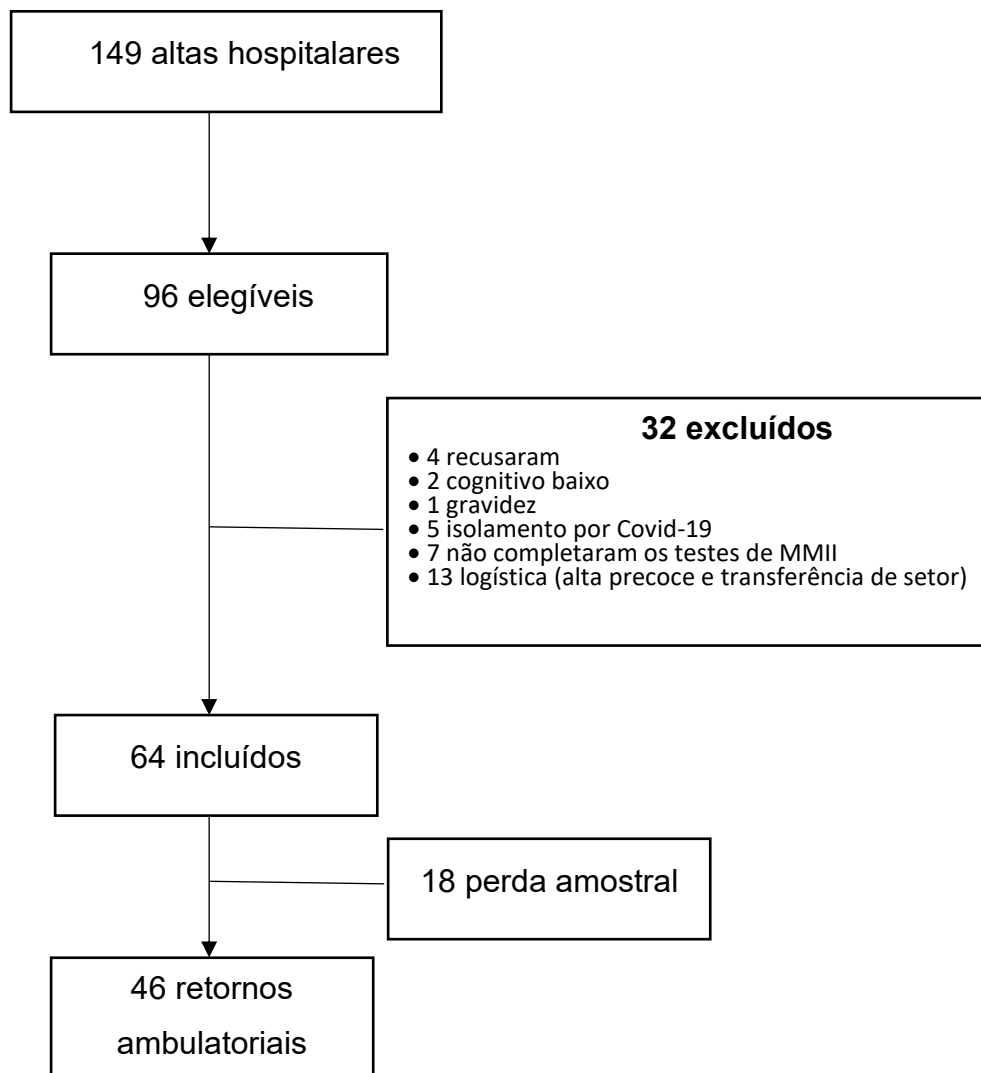 149 altas hospitalares
96 elegíveis
32 excluídos
• 4 recusaram
• 2 cognitivo baixo
• 1 gravidez
• 5 isolamento por Covid-19
• 7 não completaram os testes de MMII
• 13 logística (alta precoce e transferência de setor)
64 incluídos
18 perda amostral
46 retornos
ambulatoriais